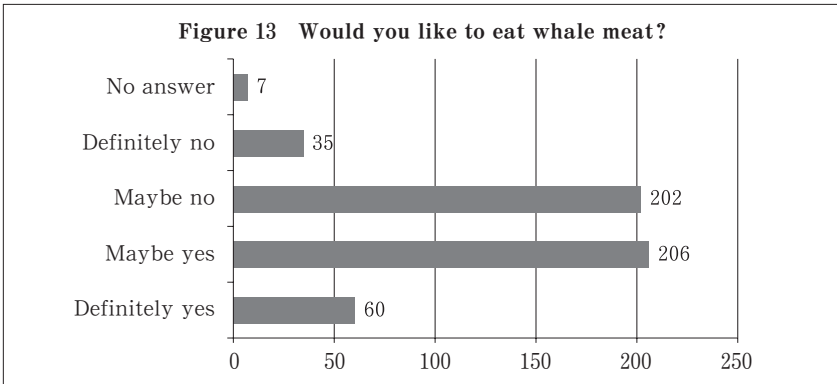 Figure 13 Would you like to eat whale meat?
No answer 7
Definitely no 35
Maybe no 202
Maybe yes 206
Definitely yes 60
0 50 100 150 200 250